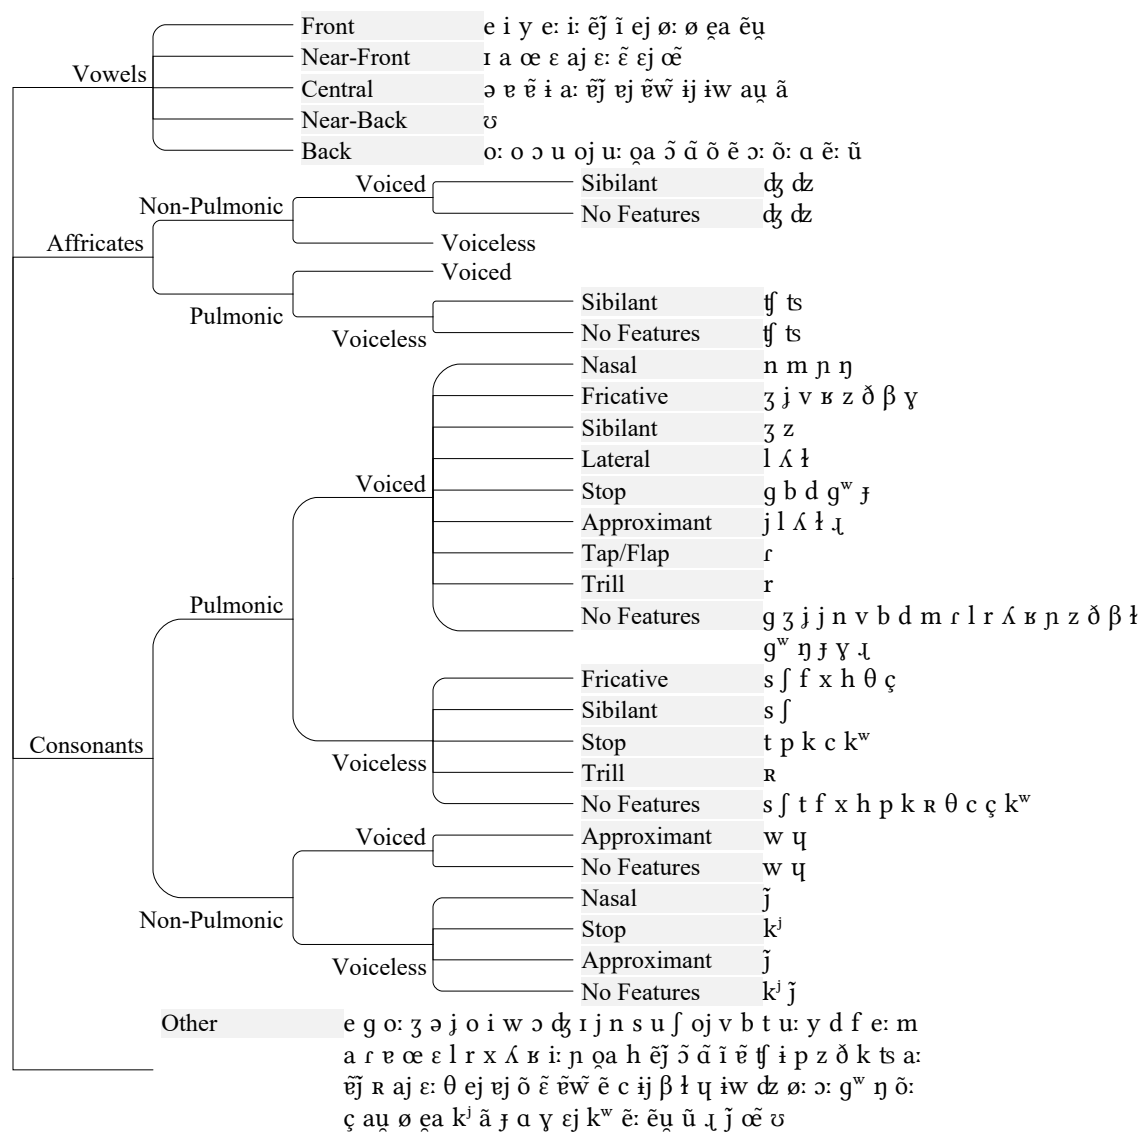 Front e i y eː iː ẽj̃ ĩ ej øː ø e̯a ẽu̯
Near-Front ɪ a œ ɛ aj ɛː ɛ̃ ɛj œ̃
Vowels
Central ə ɐ ɐ̃ ɨ aː ɐ̃j̃ ɐj ɐ̃w̃ ɨj ɨw au̯ ã
Near-Back ʊ
Back oː o ɔ u oj uː o̯a ɔ̃ ɑ̃ õ ẽ ɔː õː ɑ ẽː ũ
Voiced Sibilant ʤ ʣ
Non-Pulmonic
No Features ʤ ʣ
Affricates Voiceless
Voiced
Pulmonic Sibilant ʧ ʦ
Voiceless No Features ʧ ʦ
Nasal n m ɲ ŋ
Fricative ʒ ʝ v ʁ z ð β ɣ
Sibilant ʒ z
Lateral l ʎ ɫ
Voiced
Stop ɡ b d ɡʷ ɟ
Approximant j l ʎ ɫ ɻ
Tap/Flap ɾ
Trill r
Pulmonic
No Features ɡ ʒ ʝ j n v b d m ɾ l r ʎ ʁ ɲ z ð β ɫ
ɡʷ ŋ ɟ ɣ ɻ
Fricative s ʃ f x h θ ç
Sibilant s ʃ
Consonants
Stop t p k c kʷ
Voiceless
Trill ʀ
No Features s ʃ t f x h p k ʀ θ c ç kʷ
Voiced Approximant w ɥ
No Features w ɥ
Nasal j̃
Non-Pulmonic
Stop kʲ
Voiceless Approximant j̃
No Features kʲ j̃
Other e ɡ oː ʒ ə ʝ o i w ɔ ʤ ɪ j n s u ʃ oj v b t uː y d f eː m
a ɾ ɐ œ ɛ l r x ʎ ʁ iː ɲ o̯a h ẽj̃ ɔ̃ ɑ̃ ĩ ɐ̃ ʧ ɨ p z ð k ʦ aː
ɐ̃j̃ ʀ aj ɛː θ ej ɐj õ ɛ̃ ɐ̃w̃ ẽ c ɨj β ɫ ɥ ɨw ʣ øː ɔː ɡʷ ŋ õː
ç au̯ ø e̯a kʲ ã ɟ ɑ ɣ ɛj kʷ ẽː ẽu̯ ũ ɻ j̃ œ̃ ʊ